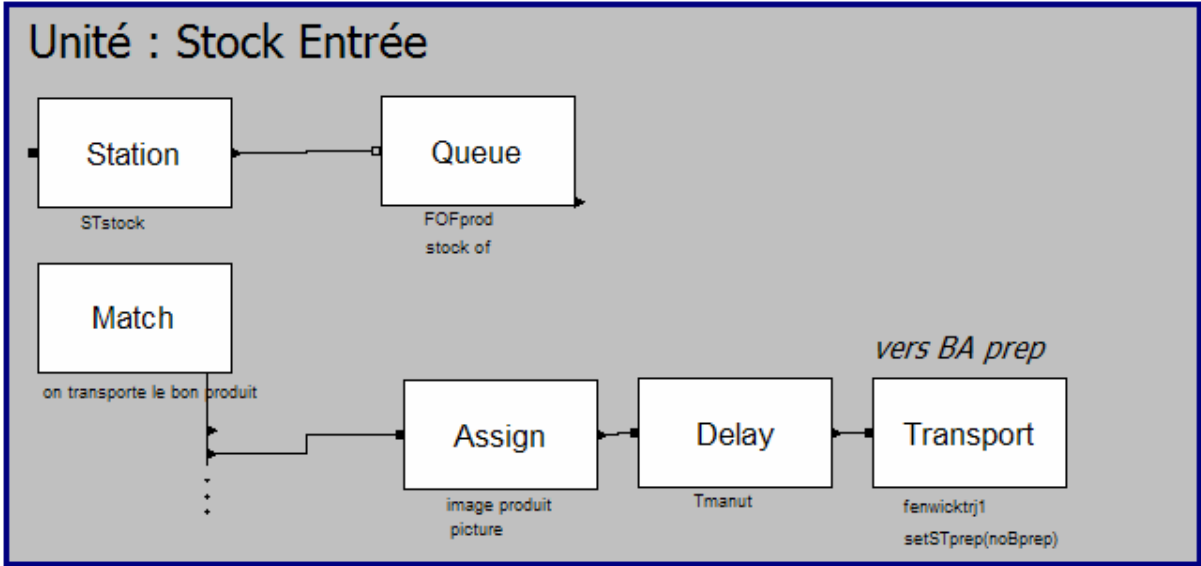 Unité : Stock Entrée
Station
Queue
STstock
FOFprod
stock of
Match
on transporte le bon produit
vers BA prep
Assign
Delay
Transport
image produit
picture
Tmanut
fenwicktrj1
setSTprep(noBprep)